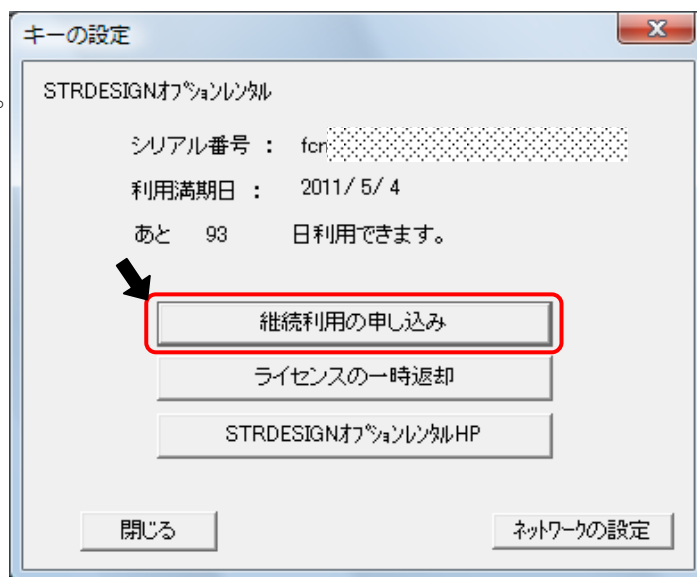 。
キーの設定
STRDESIGNｵﾌﾟｼｮﾝﾚﾝﾀﾙ
シリアル番号 ： fcn
利用満期日 ： 2011/ 5/ 4
あと 93 日利用できます。
継続利用の申し込み
ライセンスの一時返却
STRDESIGNｵﾌﾟｼｮﾝﾚﾝﾀﾙHP
閉じる ﾈｯﾄﾜｰｸの設定